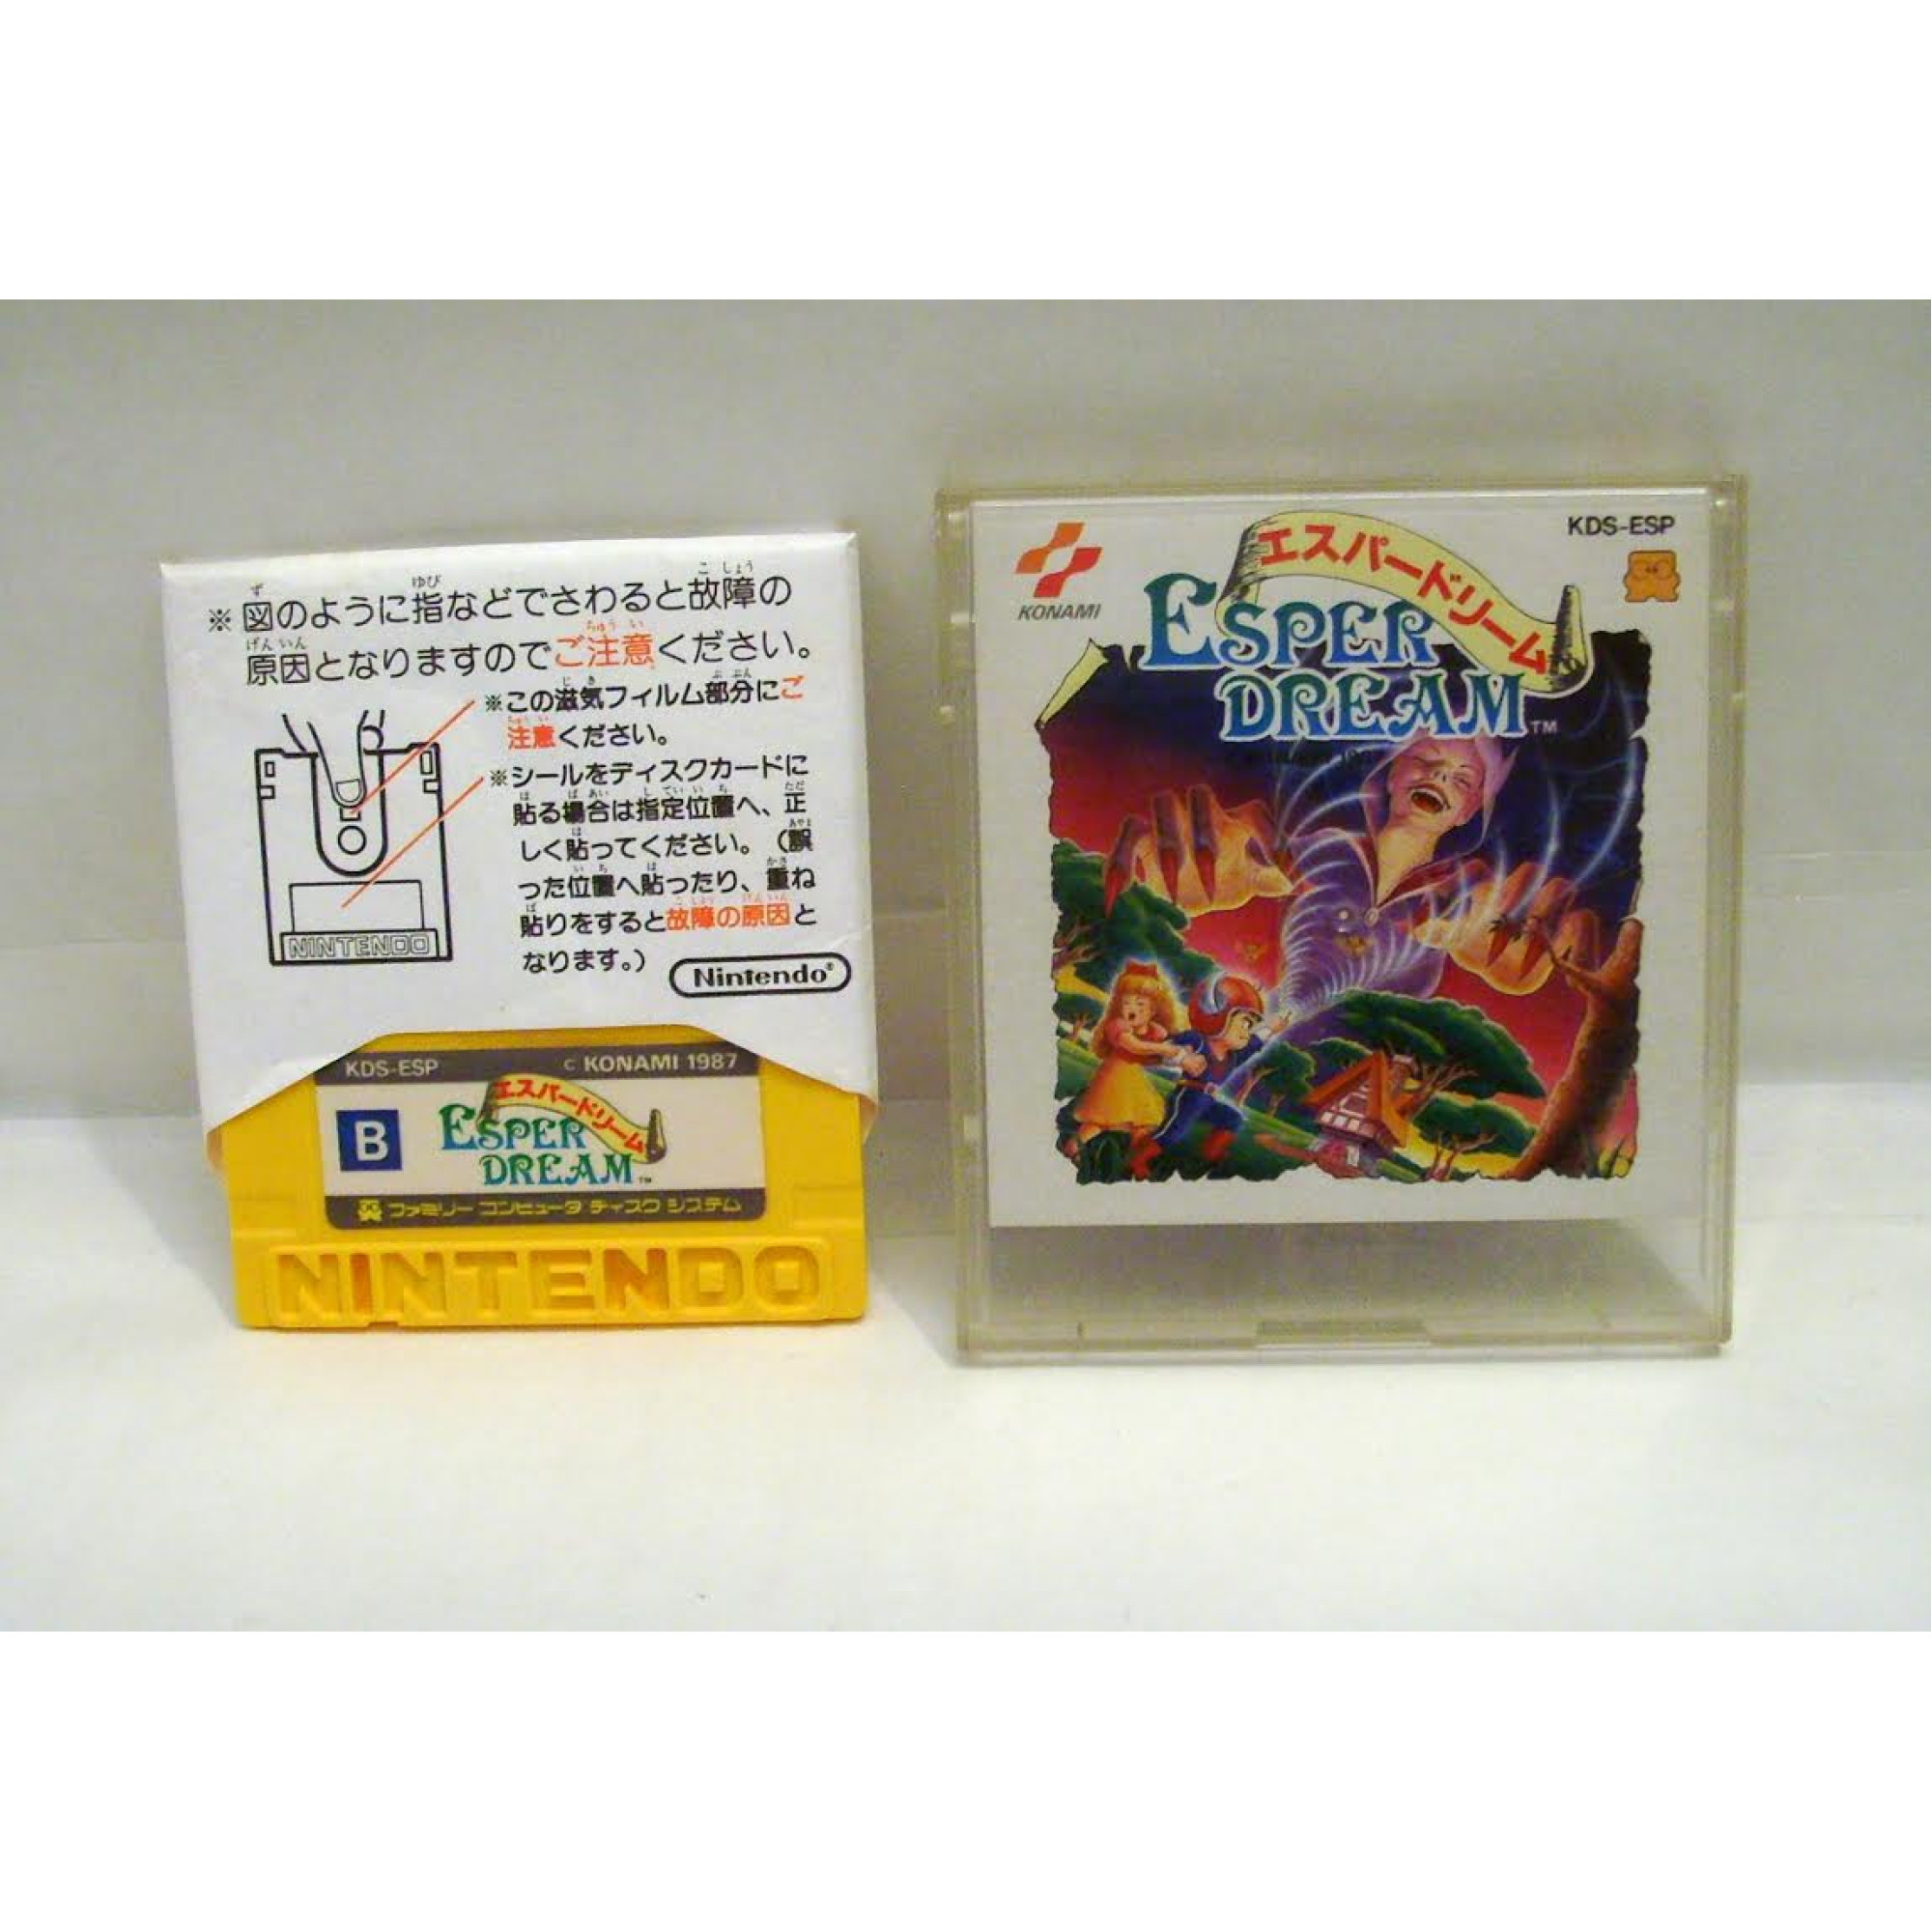 ※図のように指などでさわると故障の
原因となりますのでご注意ください。
※この滋気フィルム部分にご
注意ください。
※シールをディスクカードに
貼る場合は指定位置へ、正
しく貼ってください。(誤
った位置へ貼ったり、重ね
貼りをすると故障の原因と
なります。)
NINTENDO
Nintendo®
KDS-ESP
c KONAMI 1987
B
エスパードリーム
ESPER
DREAM™
ファミリー コンピュータ ディスク システム
NINTENDO
KONAMI
KDS-ESP
エスパードリーム
ESPER
DREAM™